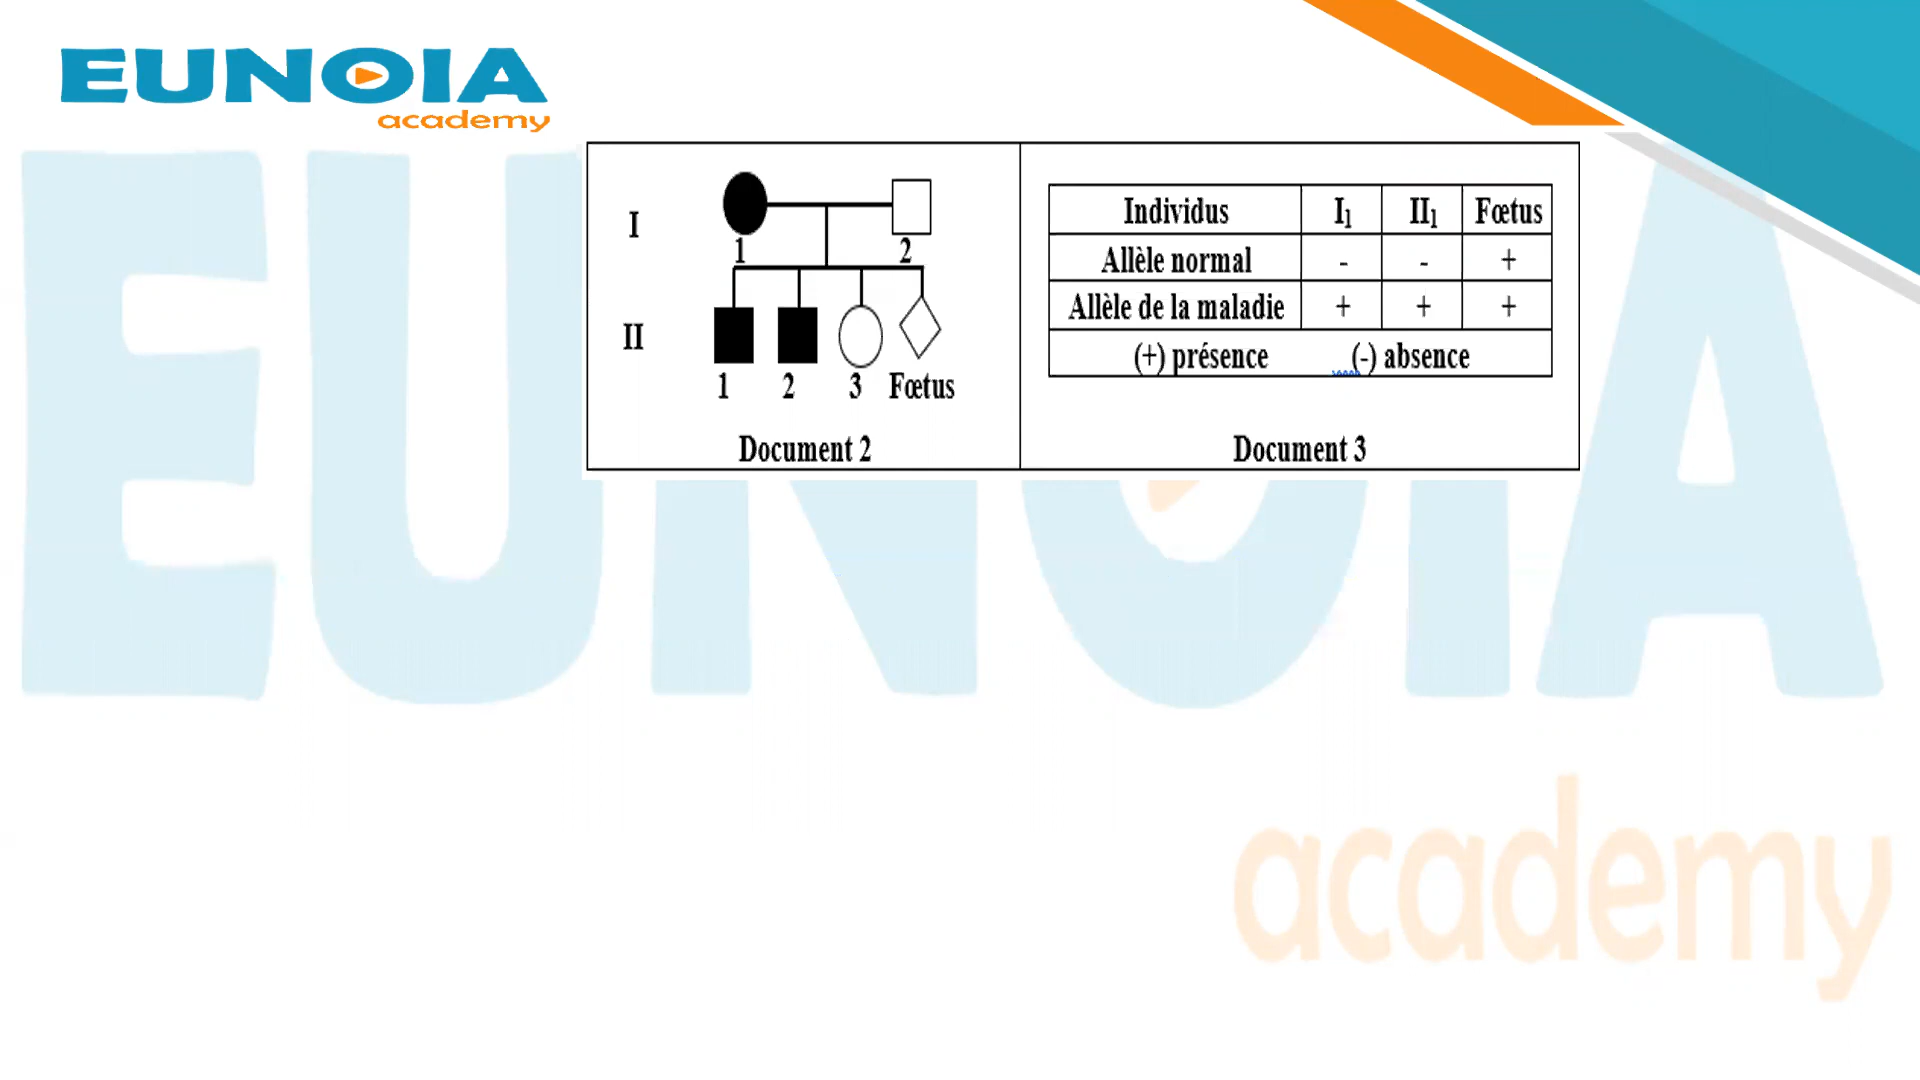 EUNOIA
academy
I
1 2
II
1 2 3 Fœtus
Document 2
Individus I1 II1 Fœtus
Allèle normal - - +
Allèle de la maladie + + +
(+) présence (-) absence
Document 3
EUNOIA
academy